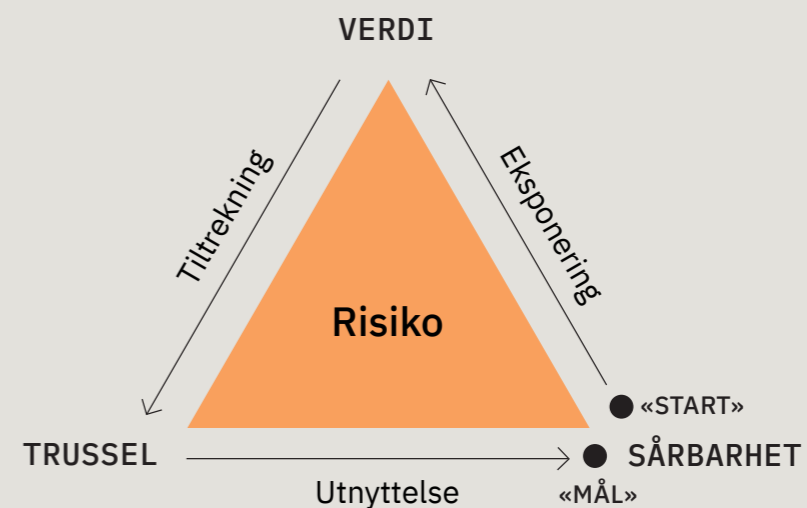 VERDI
Tiltrekning
Eksponering
Risiko
«START»
TRUSSEL
SÅRBARHET
Utnyttelse
«MÅL»